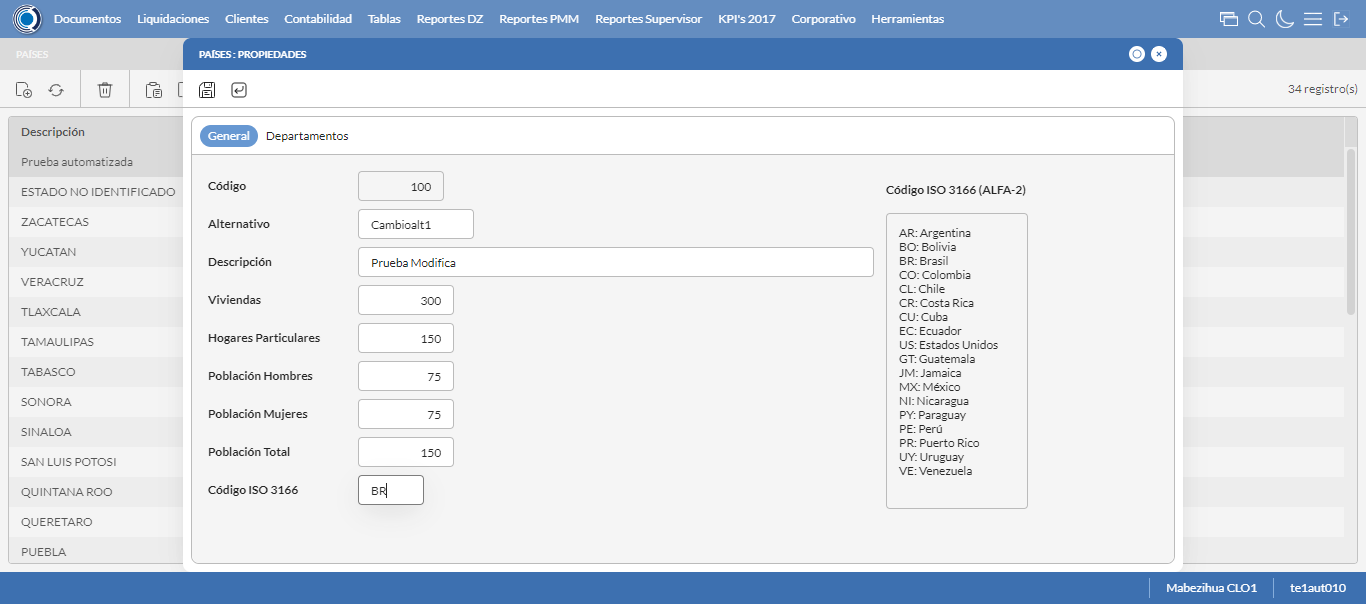 Documentos Liquidaciones Clientes Contabilidad Tablas Reportes DZ Reportes PMM Reportes Supervisor KPI's 2017 Corporativo Herramientas
PAÍSES
PAÍSES : PROPIEDADES
34 registro(s)
General Departamentos
Descripción
Prueba automatizada
ESTADO NO IDENTIFICADO
ZACATECAS
YUCATAN
VERACRUZ
TLAXCALA
TAMAULIPAS
TABASCO
SONORA
SINALOA
SAN LUIS POTOSI
QUINTANA ROO
QUERETARO
PUEBLA
Código 100
Alternativo Cambioalt1
Descripción Prueba Modifica
Viviendas 300
Hogares Particulares 150
Población Hombres 75
Población Mujeres 75
Población Total 150
Código ISO 3166 BR
Código ISO 3166 (ALFA-2)
AR: Argentina
BO: Bolivia
BR: Brasil
CO: Colombia
CL: Chile
CR: Costa Rica
CU: Cuba
EC: Ecuador
US: Estados Unidos
GT: Guatemala
JM: Jamaica
MX: México
NI: Nicaragua
PY: Paraguay
PE: Perú
PR: Puerto Rico
UY: Uruguay
VE: Venezuela
Mabezihua CLO1 te1aut010